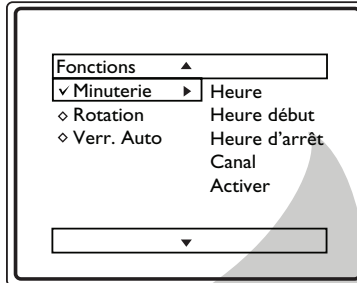 Fonctions
Minuterie
Rotation
Verr. Auto
Heure
Heure début
Heure d'arrêt
Canal
Activer